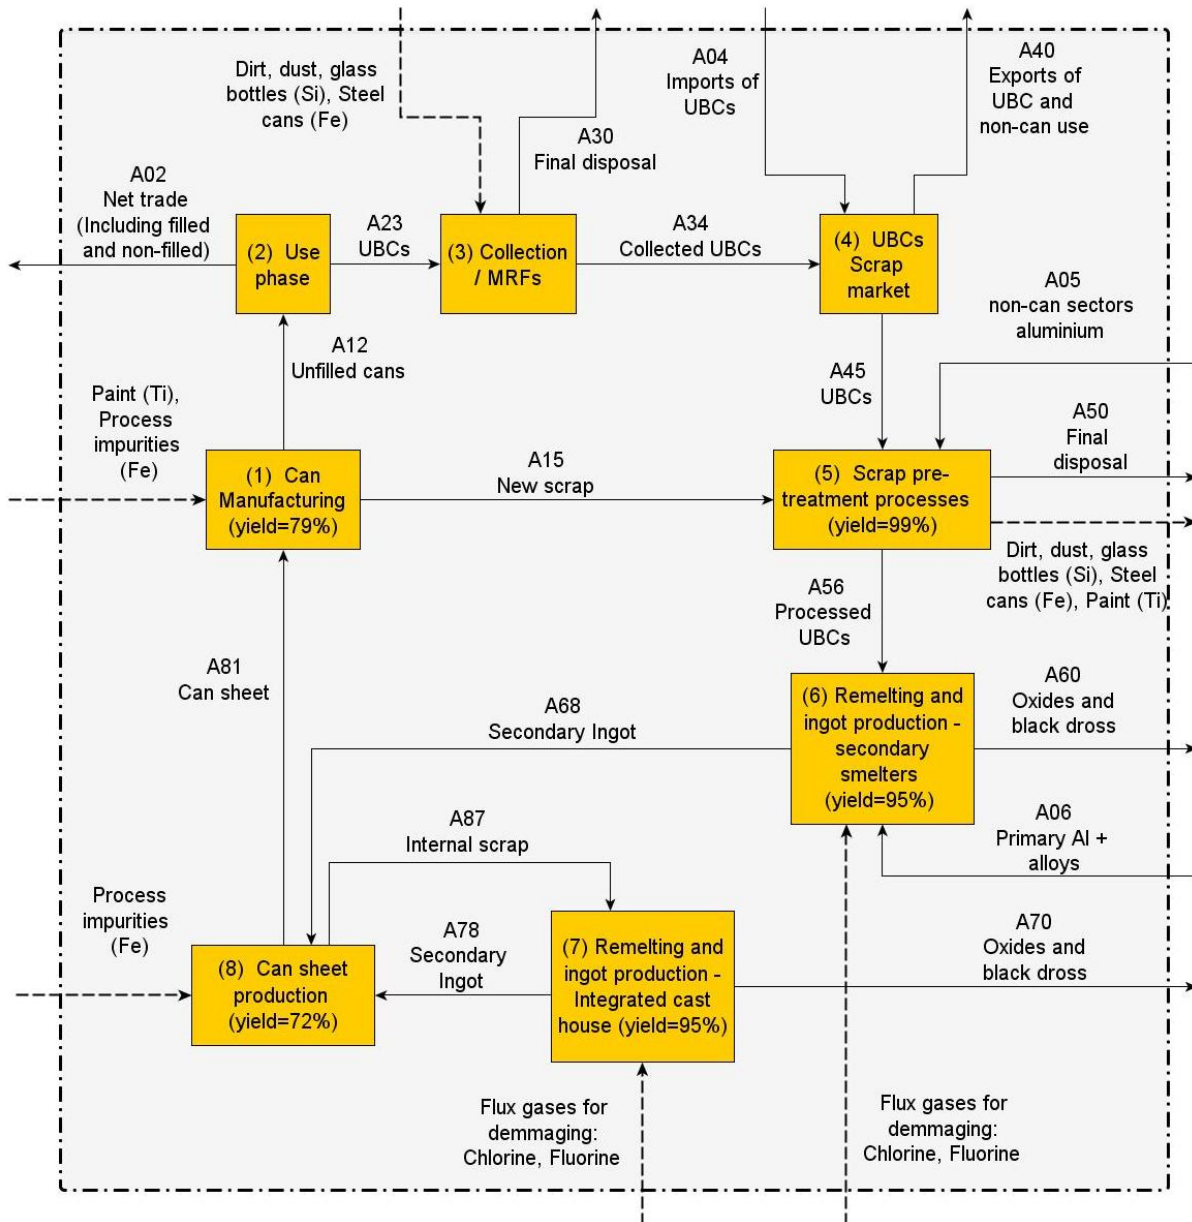 Dirt, dust, glass
bottles (Si), Steel
cans (Fe)
A30
Final disposal
A04
Imports of
UBCs
A40
Exports of
UBC and
non-can use
A02
Net trade
(Including filled
and non-filled)
(2) Use
phase
A23
UBCs
(3) Collection
/ MRFs
A34
Collected UBCs
(4) UBCs
Scrap
market
A05
non-can sectors
aluminium
A12
Unfilled cans
A45
UBCs
Paint (Ti),
Process
impurities
(Fe)
A50
Final
disposal
(1) Can
Manufacturing
(yield=79%)
A15
New scrap
(5) Scrap pre-
treatment processes
(yield=99%)
Dirt, dust, glass
bottles (Si), Steel
cans (Fe), Paint (Ti)
A56
Processed
UBCs
A81
Can sheet
A68
Secondary Ingot
(6) Remelting and
ingot production -
secondary
smelters
(yield=95%)
A60
Oxides and
black dross
A87
Internal scrap
A06
Primary Al +
alloys
Process
impurities
(Fe)
A78
Secondary
Ingot
A70
Oxides and
black dross
(8) Can sheet
production
(yield=72%)
(7) Remelting and
ingot production -
Integrated cast
house (yield=95%)
Flux gases for
demmaging:
Chlorine, Fluorine
Flux gases for
demmaging:
Chlorine, Fluorine